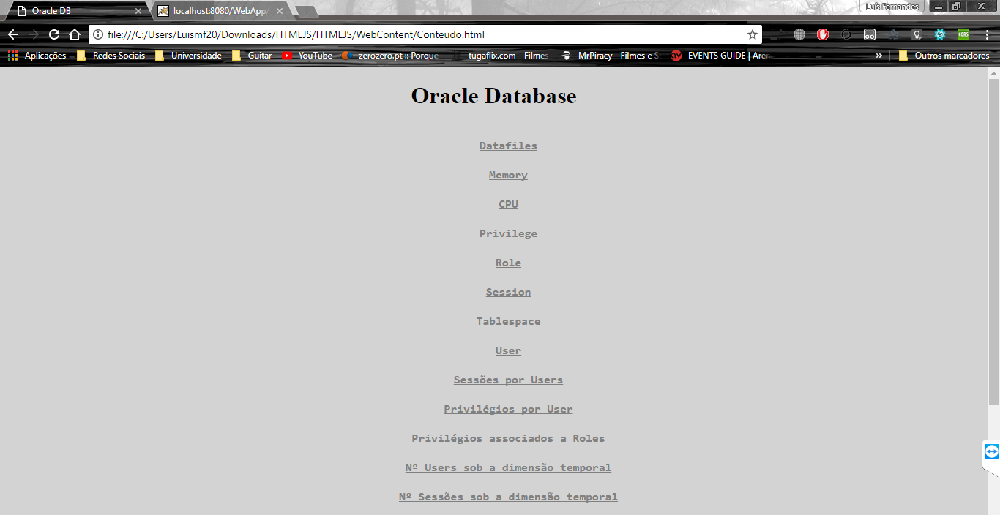 Oracle DB
localhost:8080/WebApp/
Luís Fernandes
file:///C:/Users/Luismf20/Downloads/HTMLJS/HTMLJS/WebContent/Conteudo.html
CORS
Aplicações Redes Sociais Universidade Guitar YouTube zerozero.pt :: Porque tugaflix.com - Filmes MrPiracy - Filmes e EVENTS GUIDE | » Outros marcadores
Oracle Database
Datafiles
Memory
CPU
Privilege
Role
Session
Tablespace
User
Sessões por Users
Privilégios por User
Privilégios associados a Roles
Nº Users sob a dimensão temporal
Nº Sessões sob a dimensão temporal